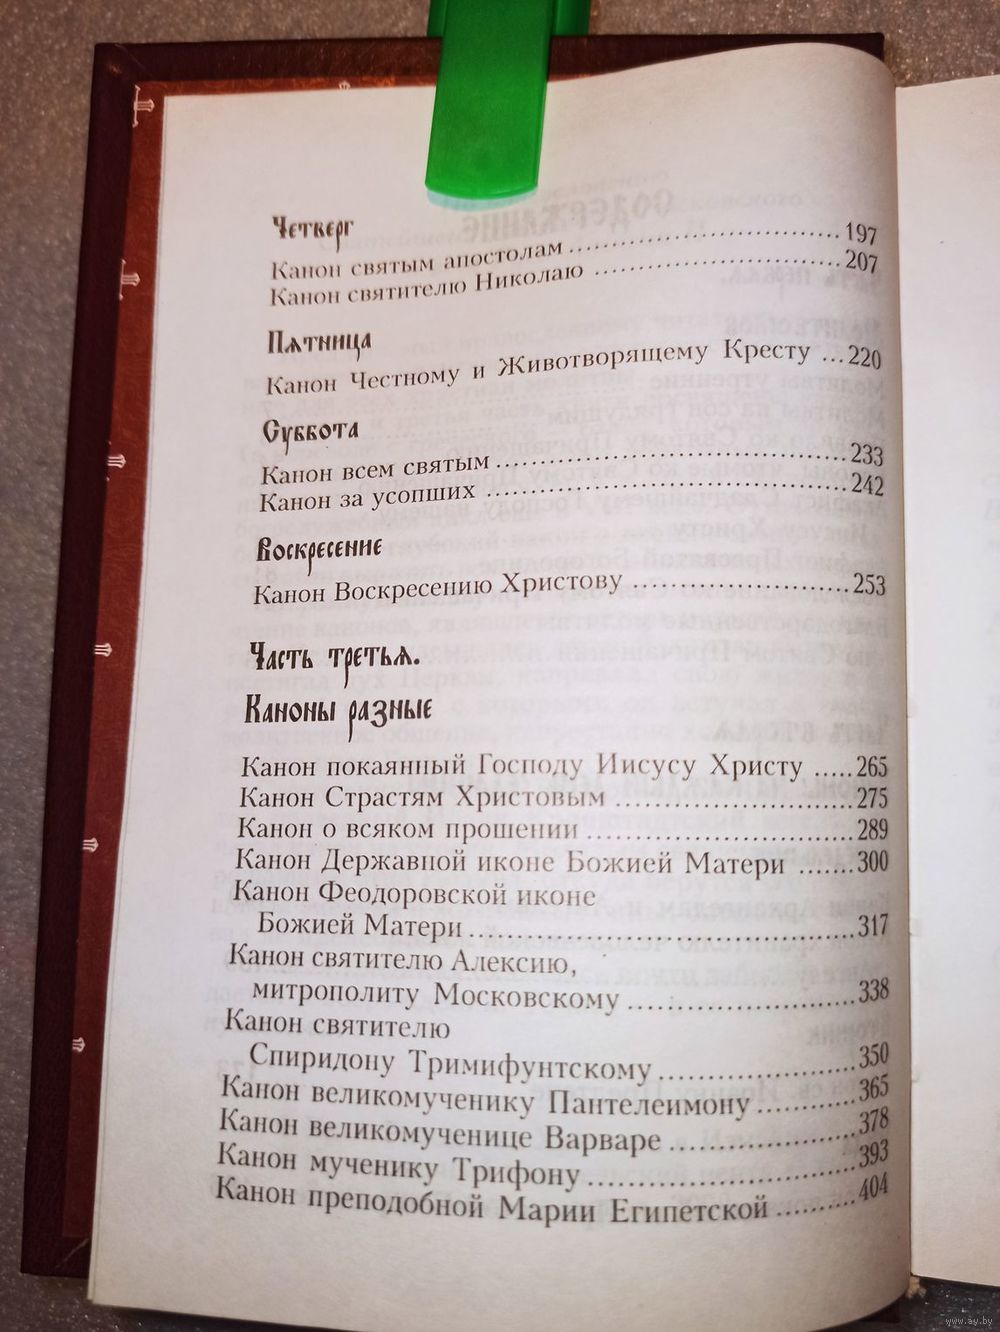 Четверг
Канон святым апостолам ........ 197
Канон святителю Николаю ........ 207
Пятница
Канон Честному и Животворящему Кресту ... 220
Суббота
Канон всем святым ........ 233
Канон за усопших ........ 242
Воскресение
Канон Воскресению Христову ........ 253
Часть третья.
Каноны разные
Канон покаянный Господу Иисусу Христу ..... 265
Канон Страстям Христовым ........ 275
Канон о всяком прошении ........ 289
Канон Державной иконе Божией Матери ....... 300
Канон Феодоровской иконе
Божией Матери ........ 317
Канон святителю Алексию,
митрополиту Московскому ........ 338
Канон святителю
Спиридону Тримифунтскому ........ 350
Канон великомученику Пантелеимону ........ 365
Канон великомученице Варваре ........ 378
Канон мученику Трифону ........ 393
Канон преподобной Марии Египетской ........ 404
www.ay.by